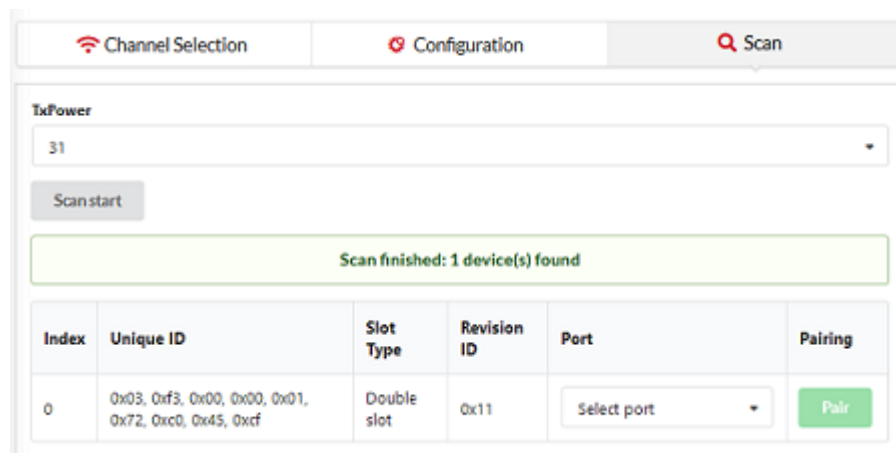 Channel Selection
Configuration
Scan
TxPower
31
Scan start
Scan finished: 1 device(s) found
Index
Unique ID
Slot
Type
Revision
ID
Port
Pairing
0
0x03, 0xf3, 0x00, 0x00, 0x01,
0x72, 0xc0, 0x45, 0xcf
Double
slot
0x11
Select port
Pair